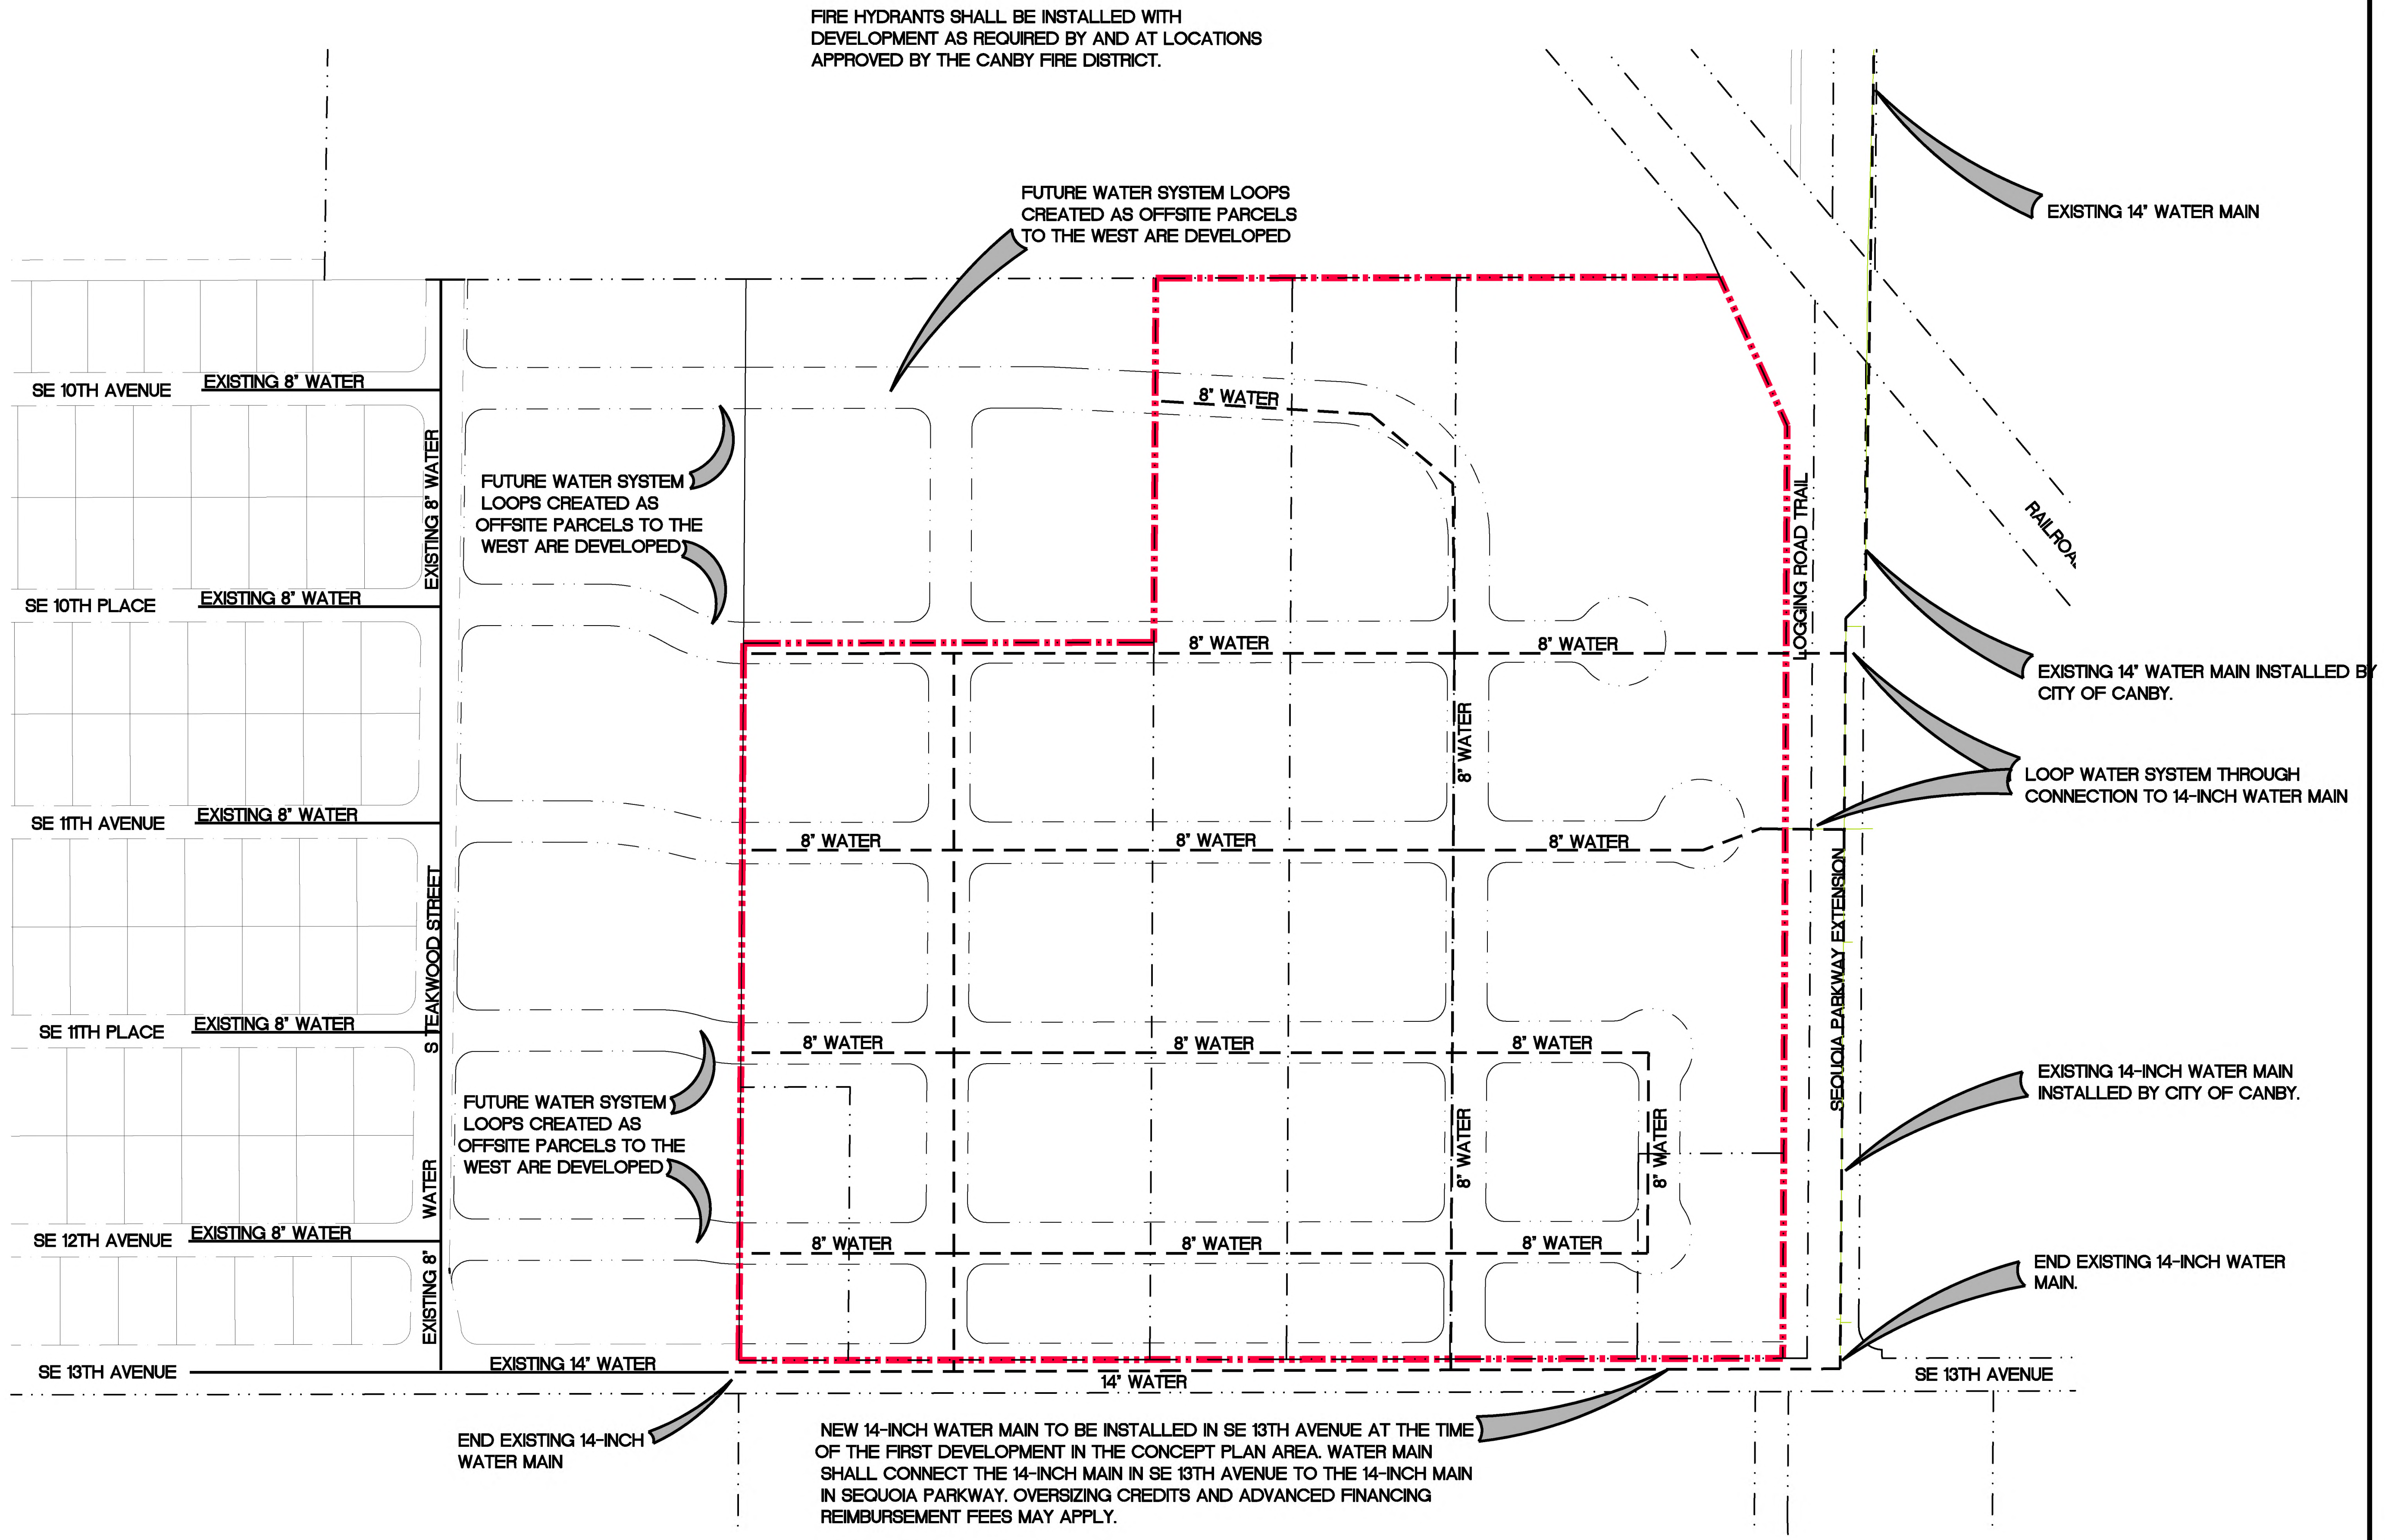 FIRE HYDRANTS SHALL BE INSTALLED WITH
DEVELOPMENT AS REQUIRED BY AND AT LOCATIONS
APPROVED BY THE CANBY FIRE DISTRICT.
FUTURE WATER SYSTEM LOOPS
CREATED AS OFFSITE PARCELS
TO THE WEST ARE DEVELOPED
EXISTING 14" WATER MAIN
SE 10TH AVENUE
EXISTING 8" WATER
8" WATER
EXISTING 8" WATER
FUTURE WATER SYSTEM
LOOPS CREATED AS
OFFSITE PARCELS TO THE
WEST ARE DEVELOPED
LOGGING ROAD TRAIL
RAILROA
SE 10TH PLACE
EXISTING 8" WATER
8" WATER
8" WATER
EXISTING 14" WATER MAIN INSTALLED BY
CITY OF CANBY.
8" WATER
LOOP WATER SYSTEM THROUGH
CONNECTION TO 14-INCH WATER MAIN
SE 11TH AVENUE
EXISTING 8" WATER
8" WATER
8" WATER
8" WATER
S TEAKWOOD STREET
SEQUOIA PARKWAY EXTENSION
SE 11TH PLACE
EXISTING 8" WATER
8" WATER
8" WATER
8" WATER
EXISTING 14-INCH WATER MAIN
INSTALLED BY CITY OF CANBY.
FUTURE WATER SYSTEM
LOOPS CREATED AS
OFFSITE PARCELS TO THE
WEST ARE DEVELOPED
8" WATER
8" WATER
EXISTING 8" WATER
SE 12TH AVENUE
EXISTING 8" WATER
8" WATER
8" WATER
8" WATER
END EXISTING 14-INCH WATER
MAIN.
SE 13TH AVENUE
EXISTING 14" WATER
14" WATER
SE 13TH AVENUE
END EXISTING 14-INCH
WATER MAIN
NEW 14-INCH WATER MAIN TO BE INSTALLED IN SE 13TH AVENUE AT THE TIME
OF THE FIRST DEVELOPMENT IN THE CONCEPT PLAN AREA. WATER MAIN
SHALL CONNECT THE 14-INCH MAIN IN SE 13TH AVENUE TO THE 14-INCH MAIN
IN SEQUOIA PARKWAY. OVERSIZING CREDITS AND ADVANCED FINANCING
REIMBURSEMENT FEES MAY APPLY.